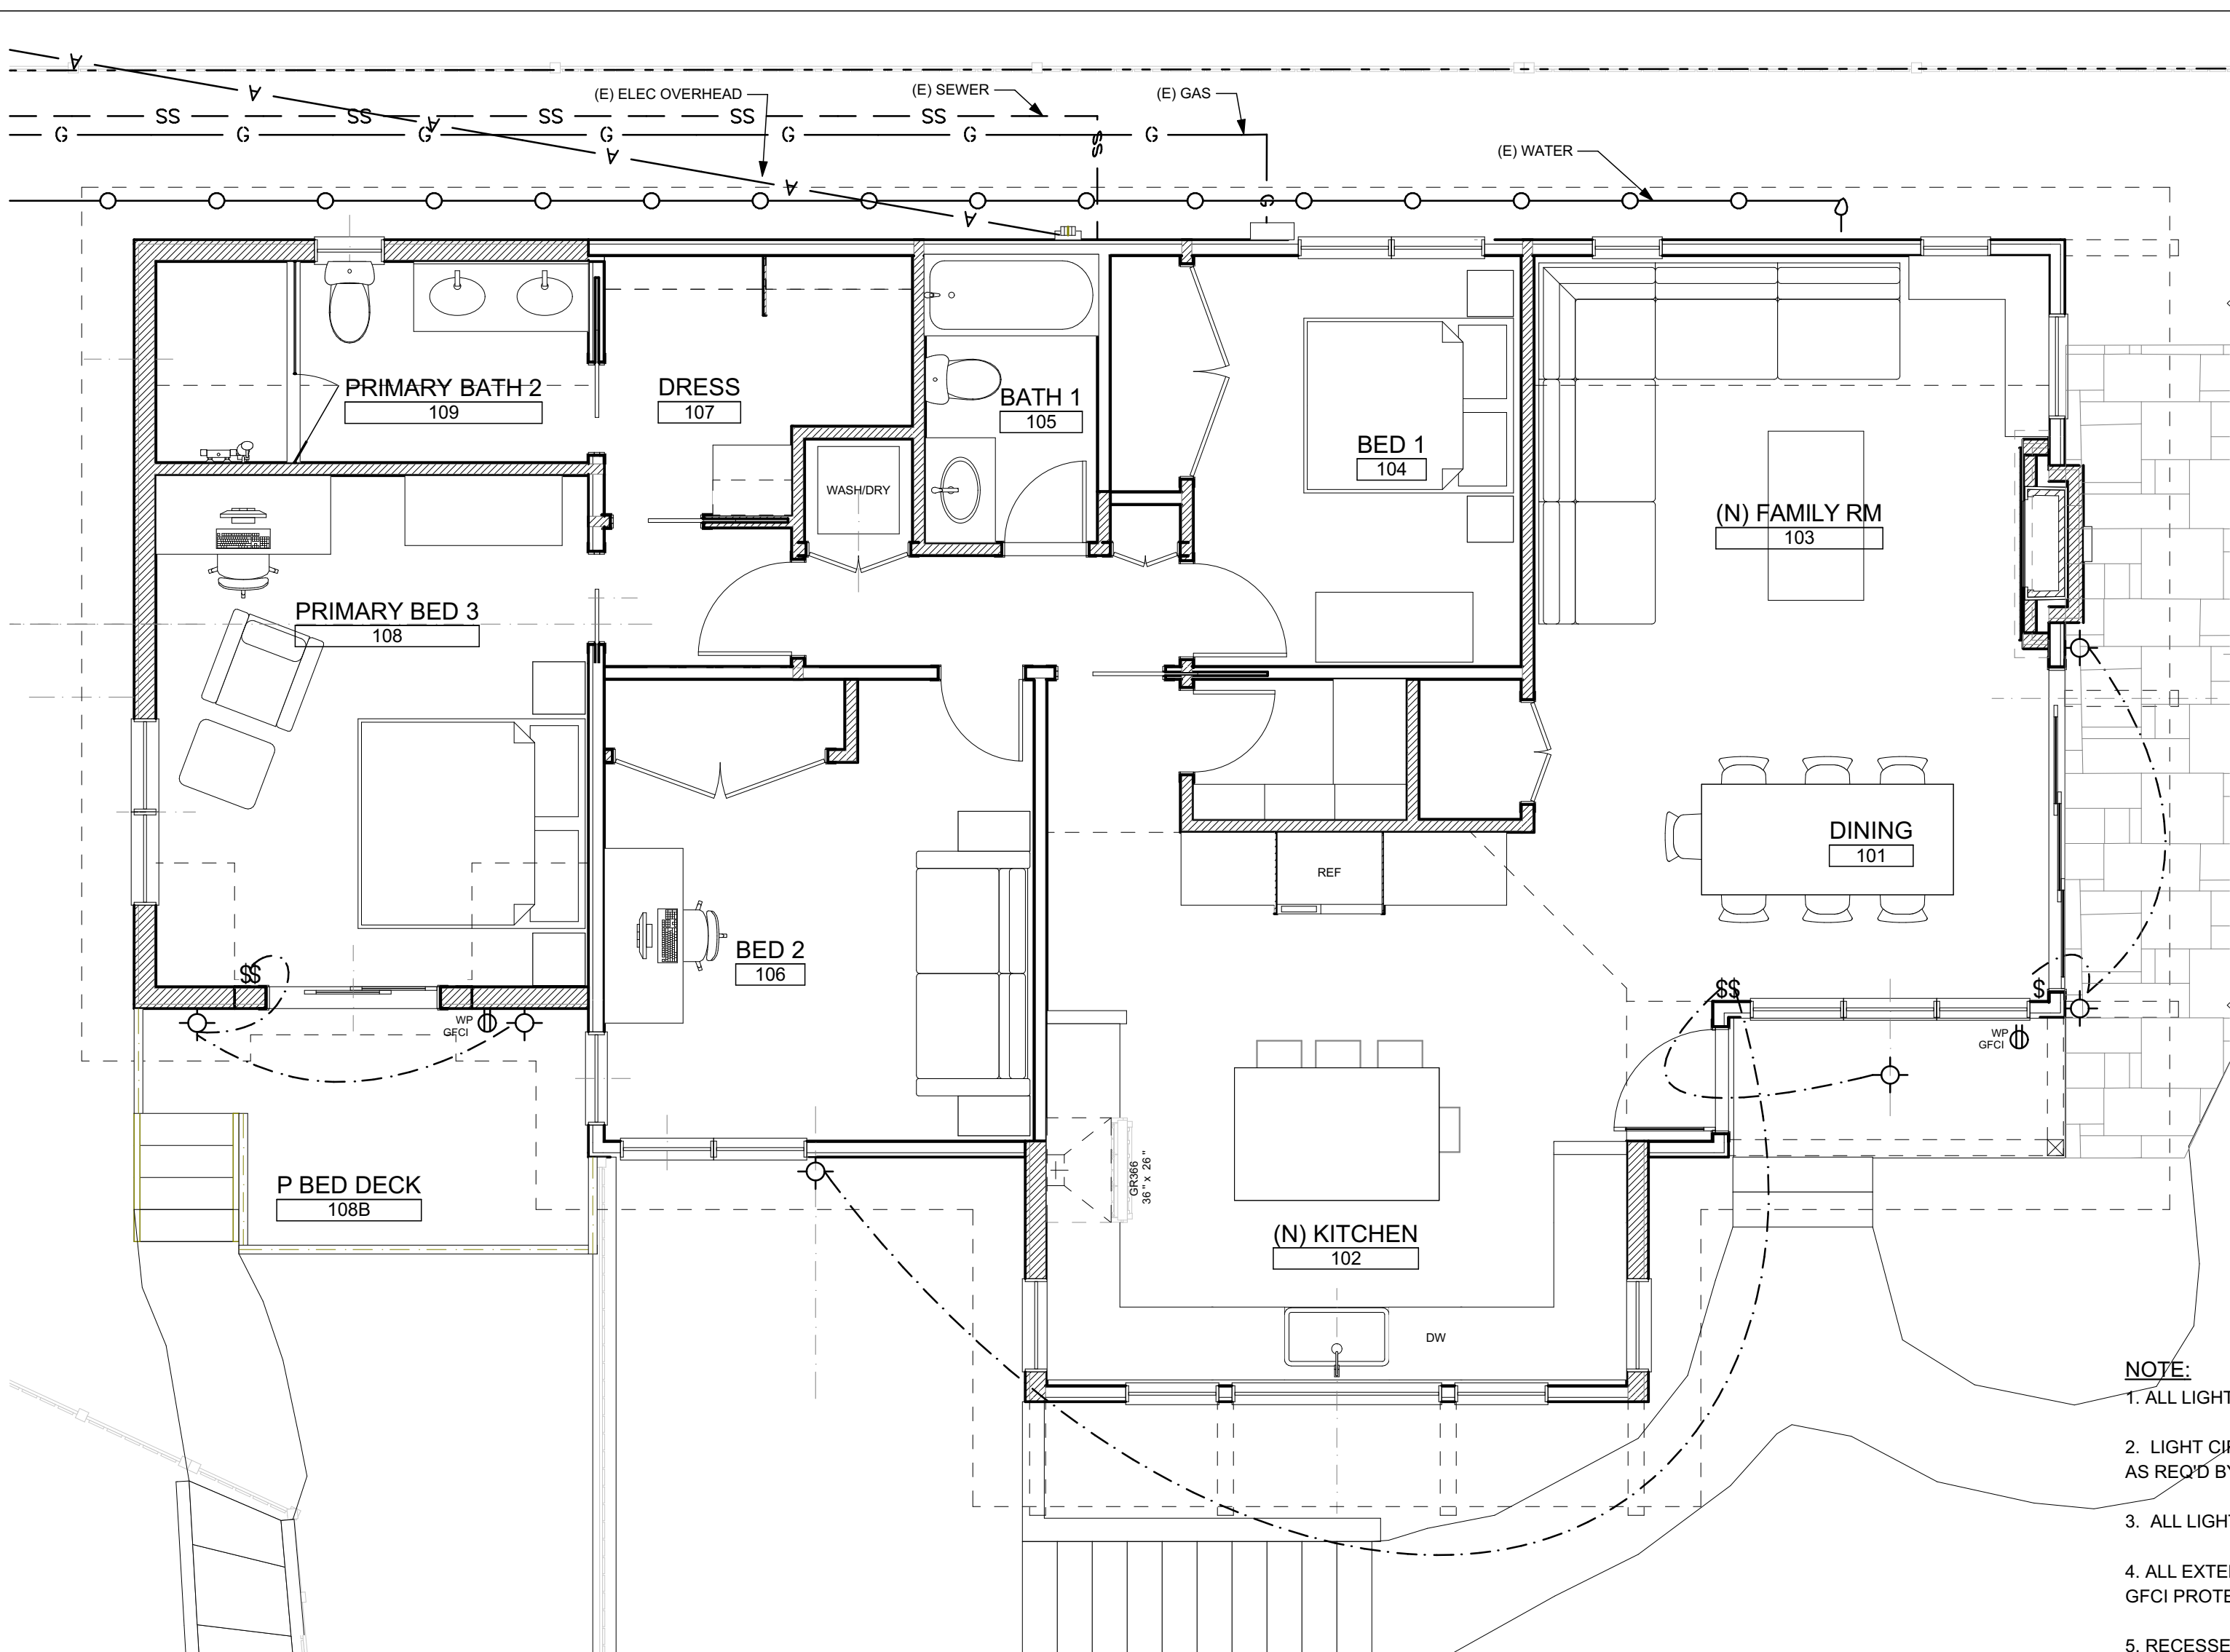 (E) ELEC OVERHEAD
(E) SEWER
(E) GAS
A
A
SS SS SS SS SS
A
G G G G G G G
SS
A
(E) WATER
A
A
G
PRIMARY BATH 2
109
DRESS
107
BATH 1
105
BED 1
104
WASH/DRY
(N) FAMILY RM
103
PRIMARY BED 3
108
DINING
101
REF
BED 2
106
$$
$$
$
WP
GFCI
WP
GFCI
GR366
36 " x 26 "
P BED DECK
108B
(N) KITCHEN
102
DW
NOTE:
1. ALL LIGHT
2. LIGHT CIR
AS REQ'D BY
3. ALL LIGHT
4. ALL EXTER
GFCI PROTE
5. RECESSE